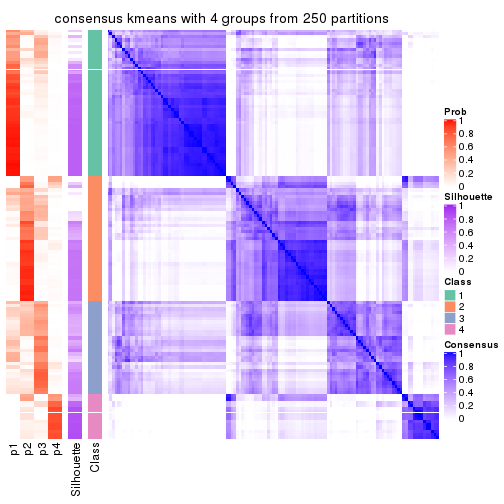 consensus kmeans with 4 groups from 250 partitions
Prob
1
0.8
0.6
0.4
0.2
0
Silhouette
1
0.8
0.6
0.4
0.2
0
Class
1
2
3
4
Consensus
1
0.8
0.6
0.4
0.2
0
p1
p2
p3
p4
Silhouette
Class